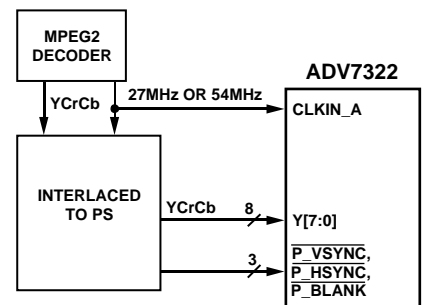 MPEG2
DECODER
ADV7322
YCrCb
27MHz OR 54MHz
CLKIN_A
INTERLACED
TO PS
YCrCb
8
Y[7:0]
3
P_VSYNC,
P_HSYNC,
P_BLANK